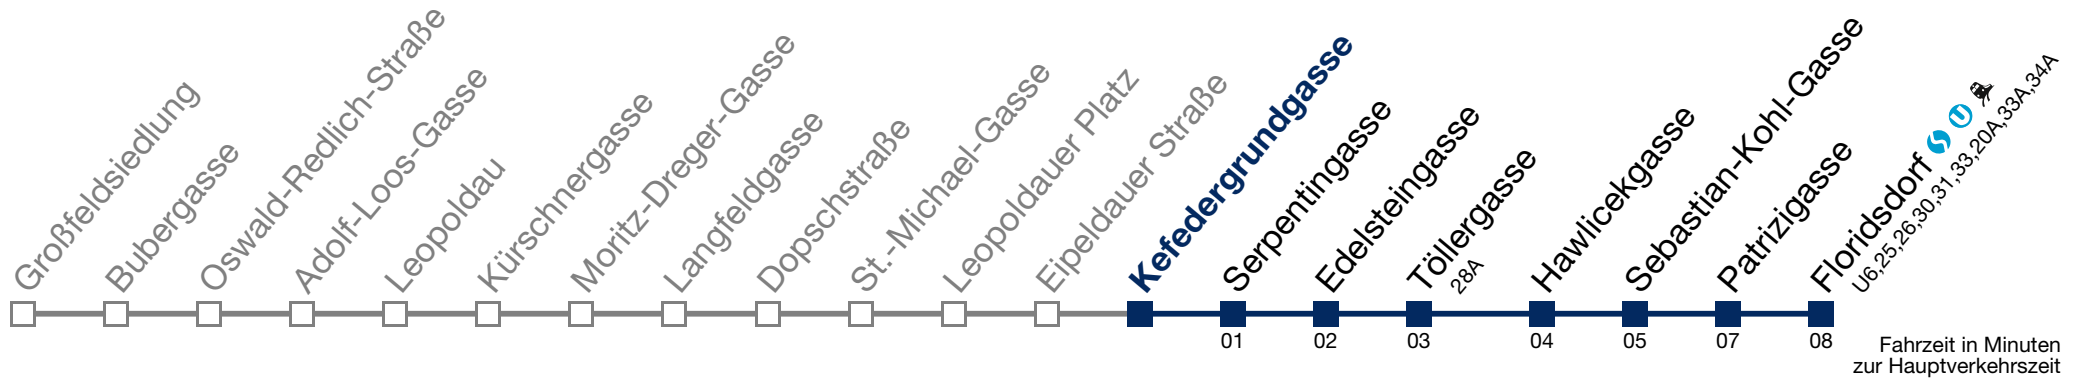 Großfeldsiedlung
Bubergasse
Oswald-Redlich-Straße
Adolf-Loos-Gasse
Leopoldau
Kürschnergasse
Moritz-Dreger-Gasse
Langfeldgasse
Dopschstraße
St.-Michael-Gasse
Leopoldauer Platz
Eipeldauer Straße
Kefedergrundgasse
Serpentingasse
Edelsteingasse
Töllergasse
28A
Hawlicekgasse
Sebastian-Kohl-Gasse
Patrizigasse
Floridsdorf S U
U6,25,26,30,31,33,20A,33A,34A
01 02 03 04 05 07 08
Fahrzeit in Minuten
zur Hauptverkehrszeit